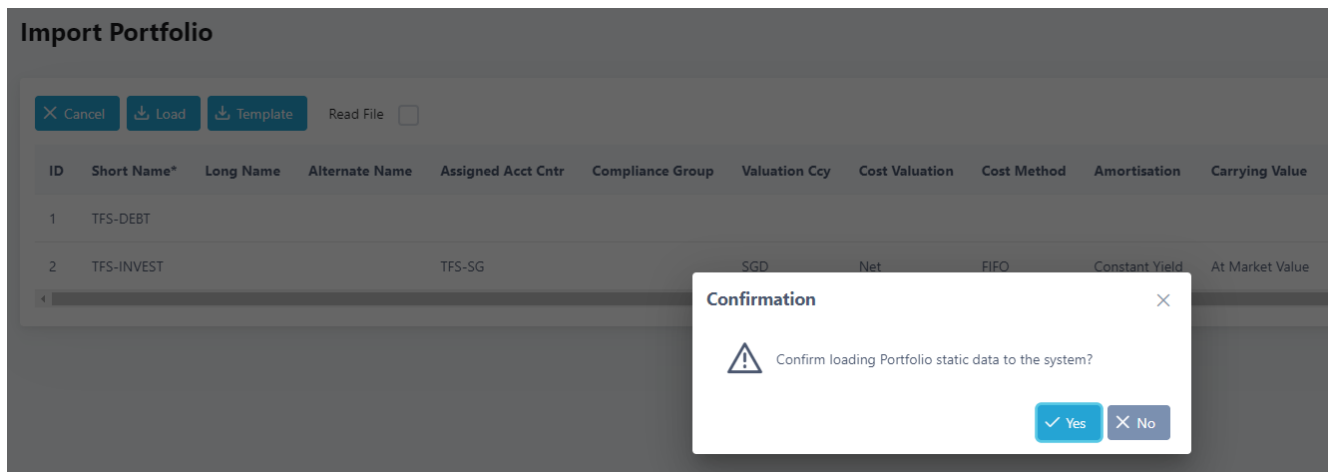 Import Portfolio
Cancel Load Template Read File
ID Short Name* Long Name Alternate Name Assigned Acct Cntr Compliance Group Valuation Ccy Cost Valuation Cost Method Amortisation Carrying Value
1 TFS-DEBT
2 TFS-INVEST TFS-SG SGD Net FIFO Constant Yield At Market Value
Confirmation
Confirm loading Portfolio static data to the system?
Yes No